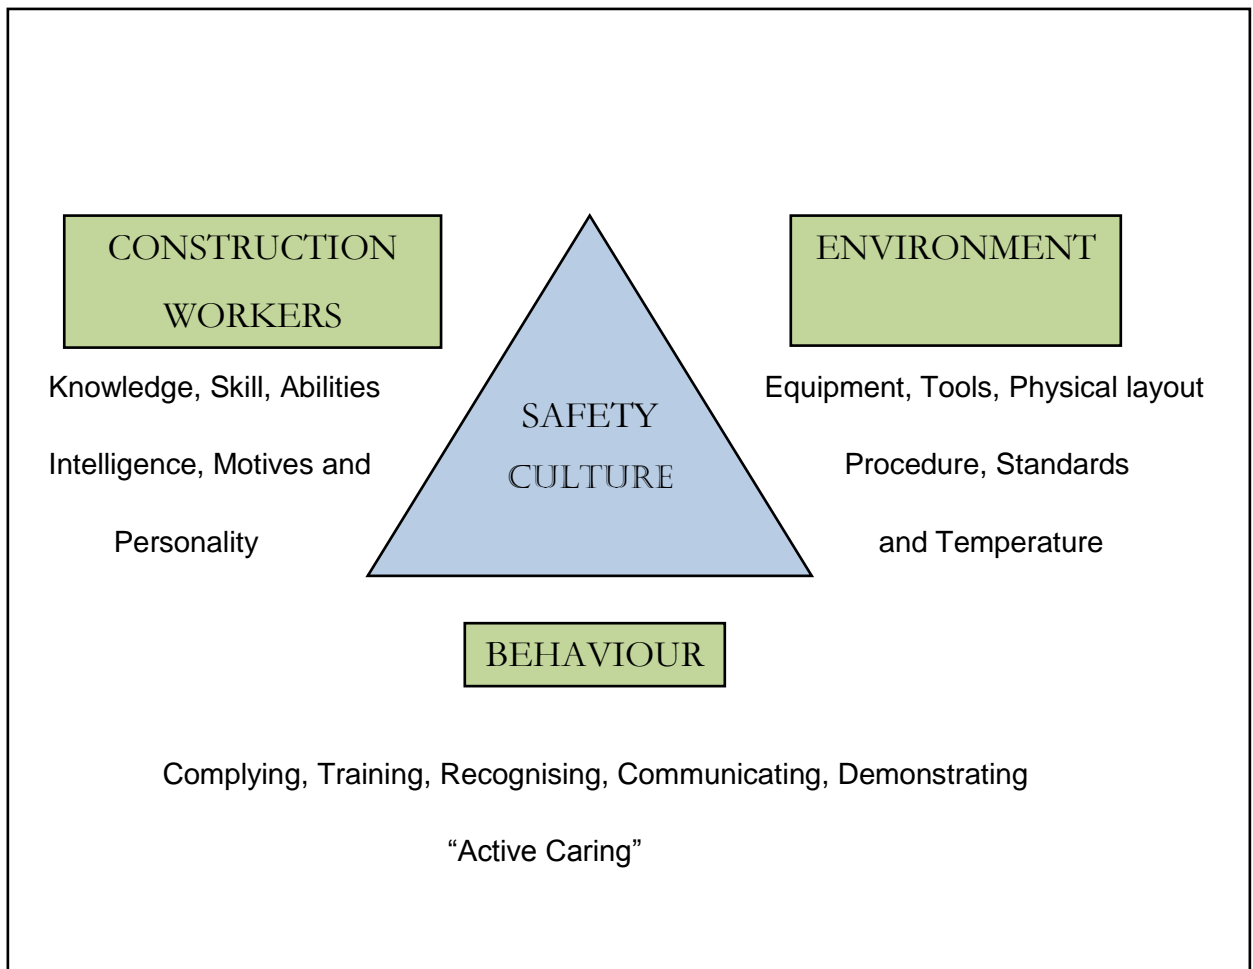 CONSTRUCTION
WORKERS
Knowledge, Skill, Abilities
Intelligence, Motives and
Personality
SAFETY
CULTURE
ENVIRONMENT
Equipment, Tools, Physical layout
Procedure, Standards
and Temperature
BEHAVIOUR
Complying, Training, Recognising, Communicating, Demonstrating
“Active Caring”